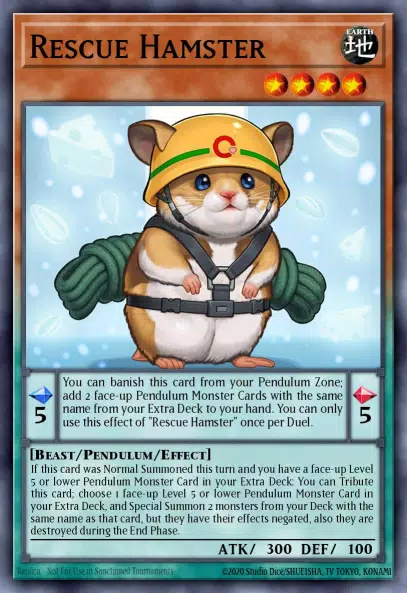 Rescue Hamster
EARTH
地
You can banish this card from your Pendulum Zone;
add 2 face-up Pendulum Monster Cards with the
same name from your Extra Deck to your hand. You can only
use this effect of "Rescue Hamster" once per Duel.
5
5
[Beast/Pendulum/Effect]
If this card was Normal Summoned this turn and you have a face-up Level
5 or lower Pendulum Monster Card in your Extra Deck: You can Tribute
this card; choose 1 face-up Level 5 or lower Pendulum Monster Card in
your Extra Deck, and Special Summon 2 monsters from your Deck with the
same name as that card, but they have their effects negated, also they are
destroyed during the End Phase.
ATK/ 300 DEF/ 100
Replica - Not For Use in Sanctioned Tournaments
©2020 Studio Dice/SHUEISHA, TV TOKYO, KONAMI